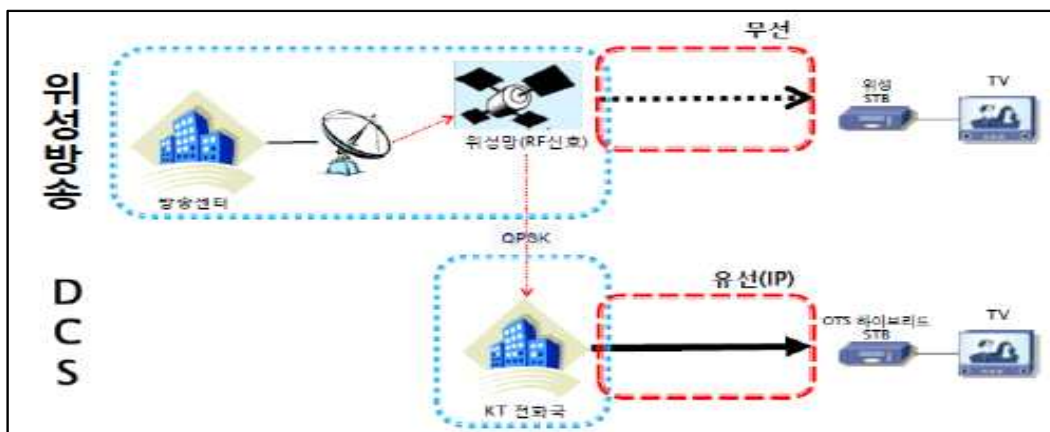 위성방송
무선
위성
STB
TV
위성망(RF신호)
방송센터
QPSK
DCS
유선(IP)
OTS 하이브리드
STB
TV
KT 전화국